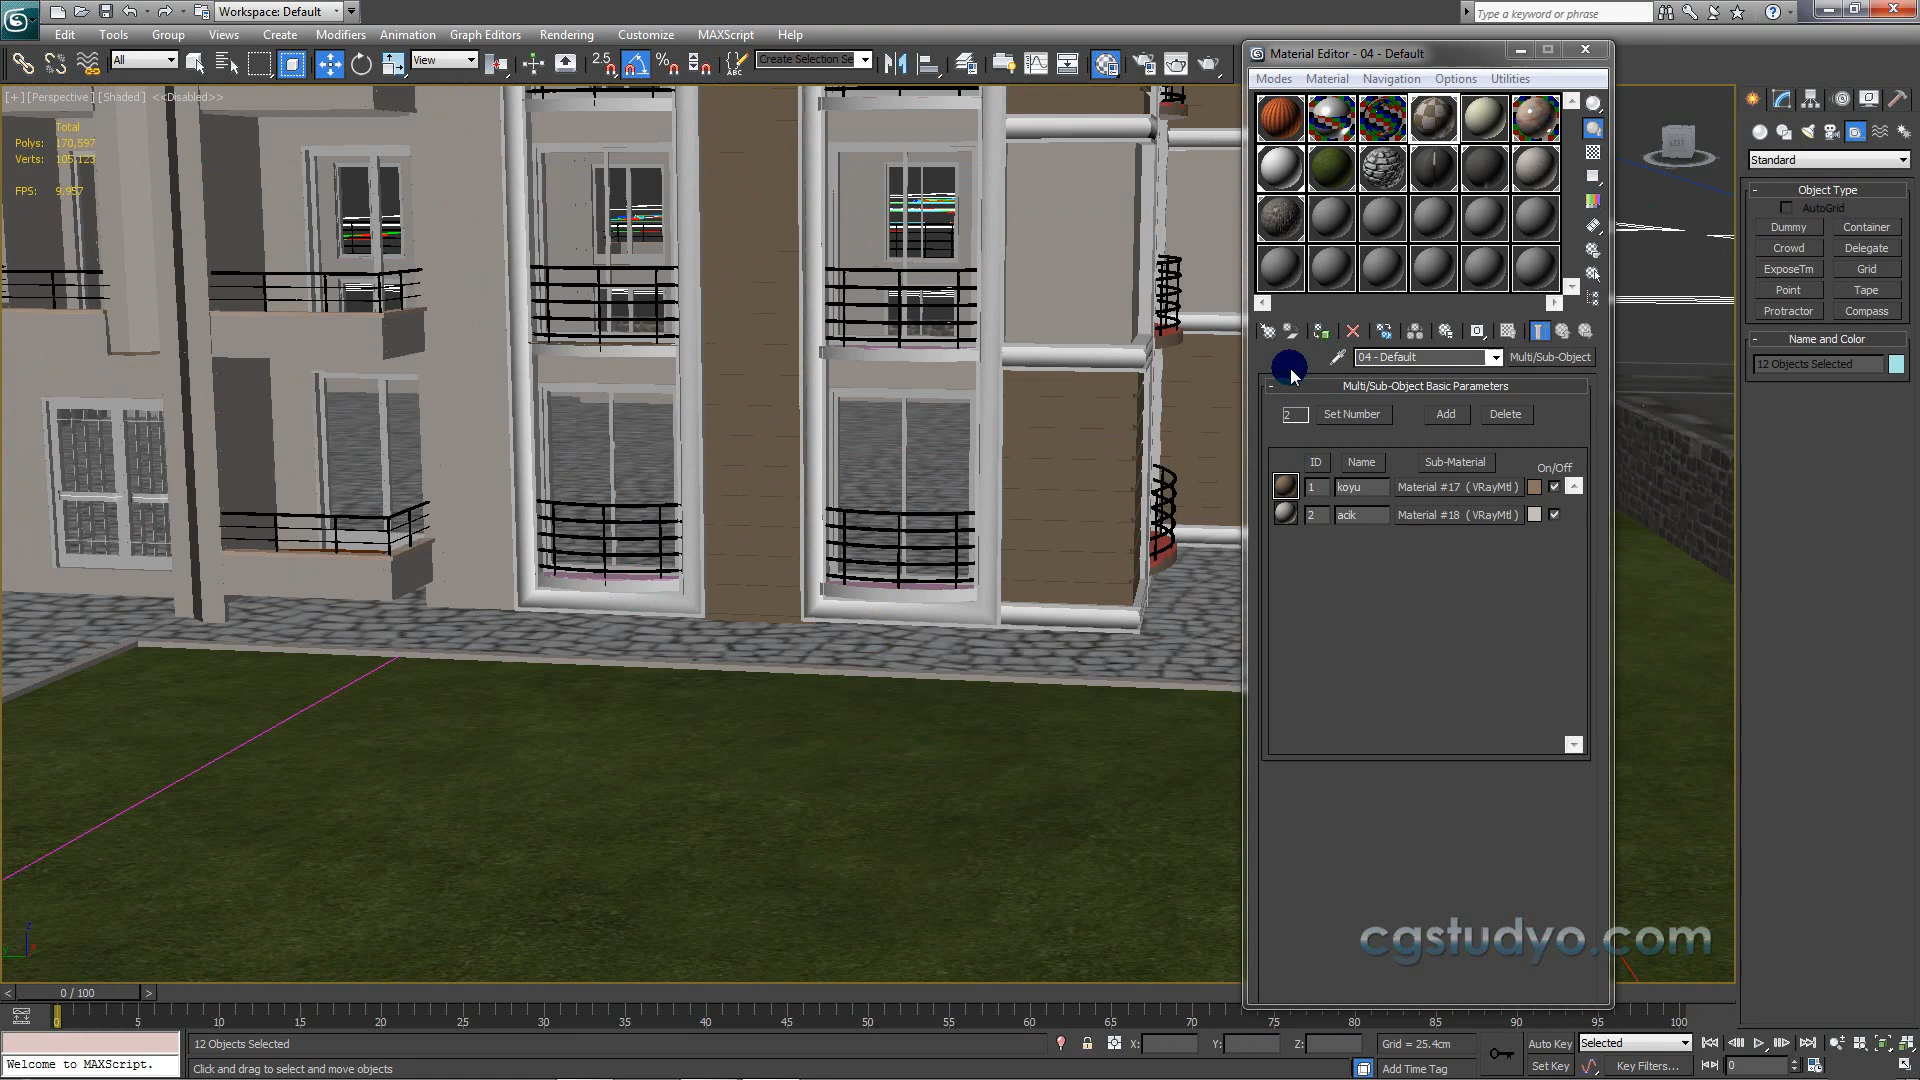 Workspace: Default
Type a keyword or phrase
Edit Tools Group Views Create Modifiers Animation Graph Editors Rendering Customize MAXScript Help
All
View
2.5
Create Selection Se
[+] [Perspective] [Shaded] <<Disabled>>
Total
Polys: 170,597
Verts: 105,123
FPS: 9,957
Material Editor - 04 - Default
Modes Material Navigation Options Utilities
04 - Default
Multi/Sub-Object
Multi/Sub-Object Basic Parameters
2 Set Number Add Delete
ID Name Sub-Material On/Off
1 koyu Material #17 ( VRayMtl )
2 acik Material #18 ( VRayMtl )
LEFT
Standard
Object Type
AutoGrid
Dummy Container
Crowd Delegate
ExposeTm Grid
Point Tape
Protractor Compass
Name and Color
12 Objects Selected
cgstudyo.com
0 / 100
0 5 10 15 20 25 30 35 40 45 50 55 60 65 70 75 80 85 90 95 100
12 Objects Selected
X: Y: Z: Grid = 25.4cm
Auto Key Selected
Welcome to MAXScript.
Click and drag to select and move objects
Add Time Tag
Set Key Key Filters... 0